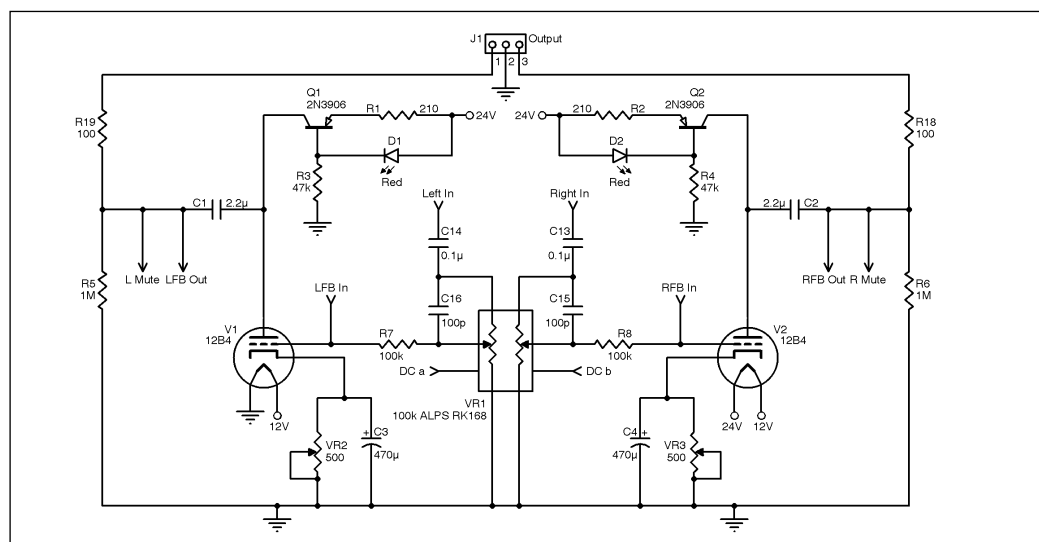 J1 Output
1 2 3
Q1
2N3906
R1 210
24V
D1
Red
R3
47k
Q2
2N3906
210 R2
24V
D2
Red
R4
47k
R19
100
R18
100
C1 2.2µ
2.2µ C2
L Mute LFB Out
RFB Out R Mute
R5
1M
R6
1M
Left In
Right In
C14
0.1µ
C13
0.1µ
C16
100p
C15
100p
LFB In
RFB In
V1
12B4
V2
12B4
R7
100k
R8
100k
DC a
DC b
VR1
100k ALPS RK168
12V
24V 12V
VR2
500
+ C3
470µ
C4 +
470µ
VR3
500